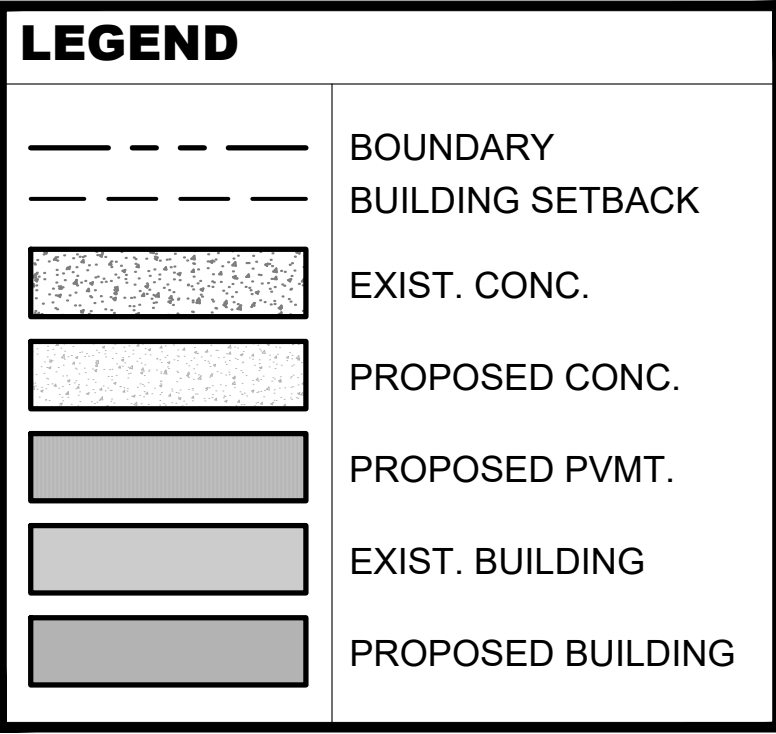 LEGEND
BOUNDARY
BUILDING SETBACK
EXIST. CONC.
PROPOSED CONC.
PROPOSED PVMT.
EXIST. BUILDING
PROPOSED BUILDING